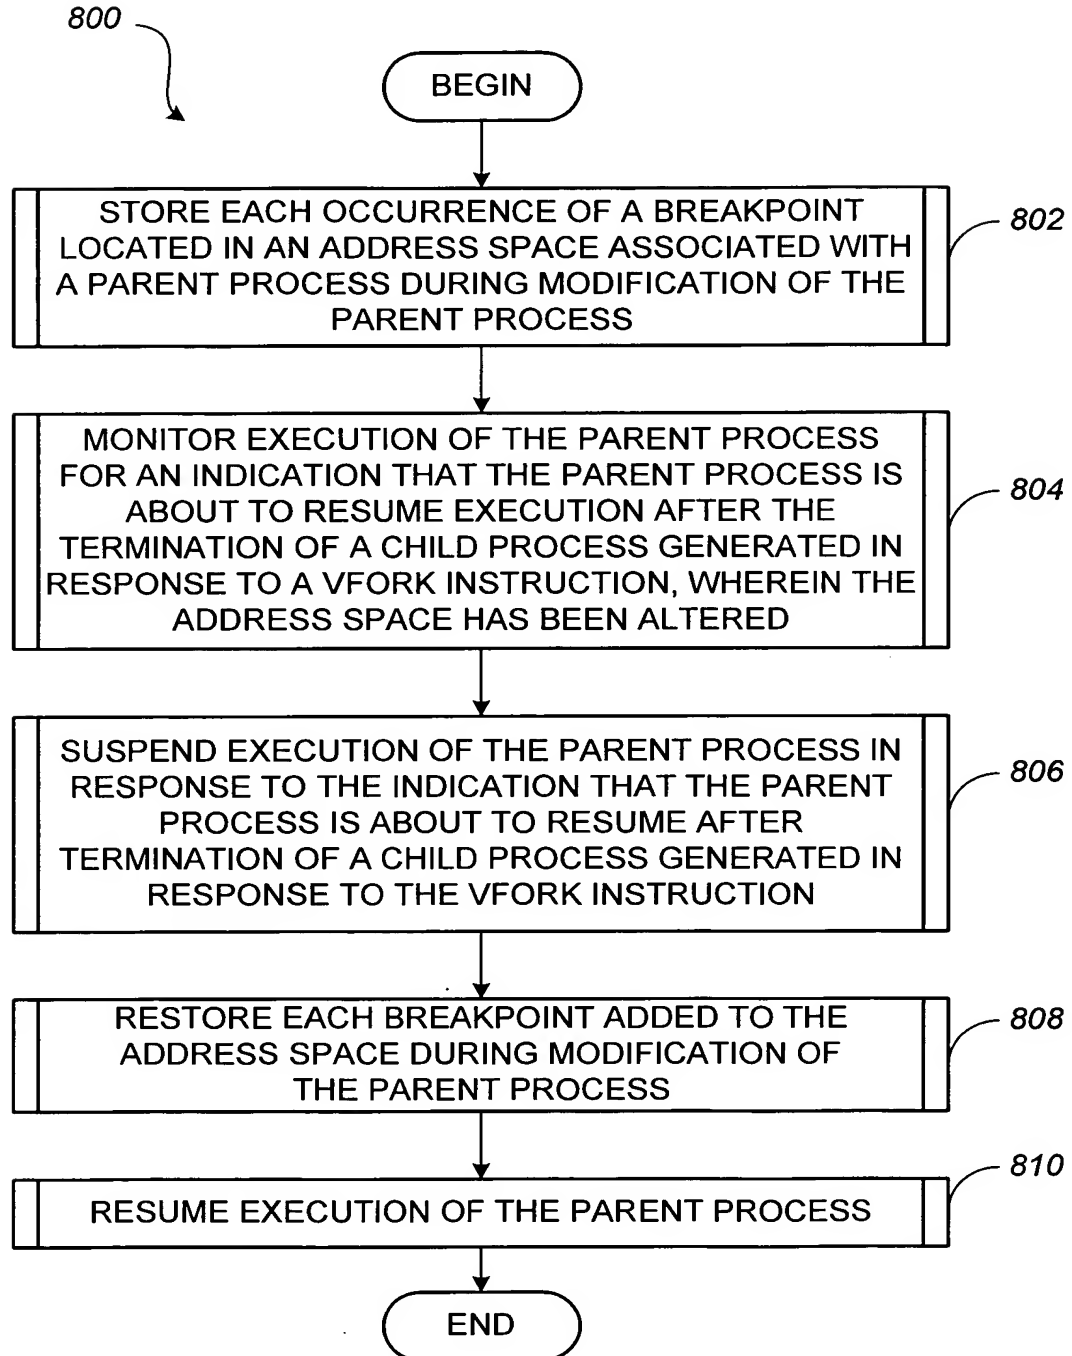 800
BEGIN
STORE EACH OCCURRENCE OF A BREAKPOINT
LOCATED IN AN ADDRESS SPACE ASSOCIATED WITH
A PARENT PROCESS DURING MODIFICATION OF THE
PARENT PROCESS
802
MONITOR EXECUTION OF THE PARENT PROCESS
FOR AN INDICATION THAT THE PARENT PROCESS IS
ABOUT TO RESUME EXECUTION AFTER THE
TERMINATION OF A CHILD PROCESS GENERATED IN
RESPONSE TO A VFORK INSTRUCTION, WHEREIN THE
ADDRESS SPACE HAS BEEN ALTERED
804
SUSPEND EXECUTION OF THE PARENT PROCESS IN
RESPONSE TO THE INDICATION THAT THE PARENT
PROCESS IS ABOUT TO RESUME AFTER
TERMINATION OF A CHILD PROCESS GENERATED IN
RESPONSE TO THE VFORK INSTRUCTION
806
RESTORE EACH BREAKPOINT ADDED TO THE
ADDRESS SPACE DURING MODIFICATION OF
THE PARENT PROCESS
808
RESUME EXECUTION OF THE PARENT PROCESS
810
END